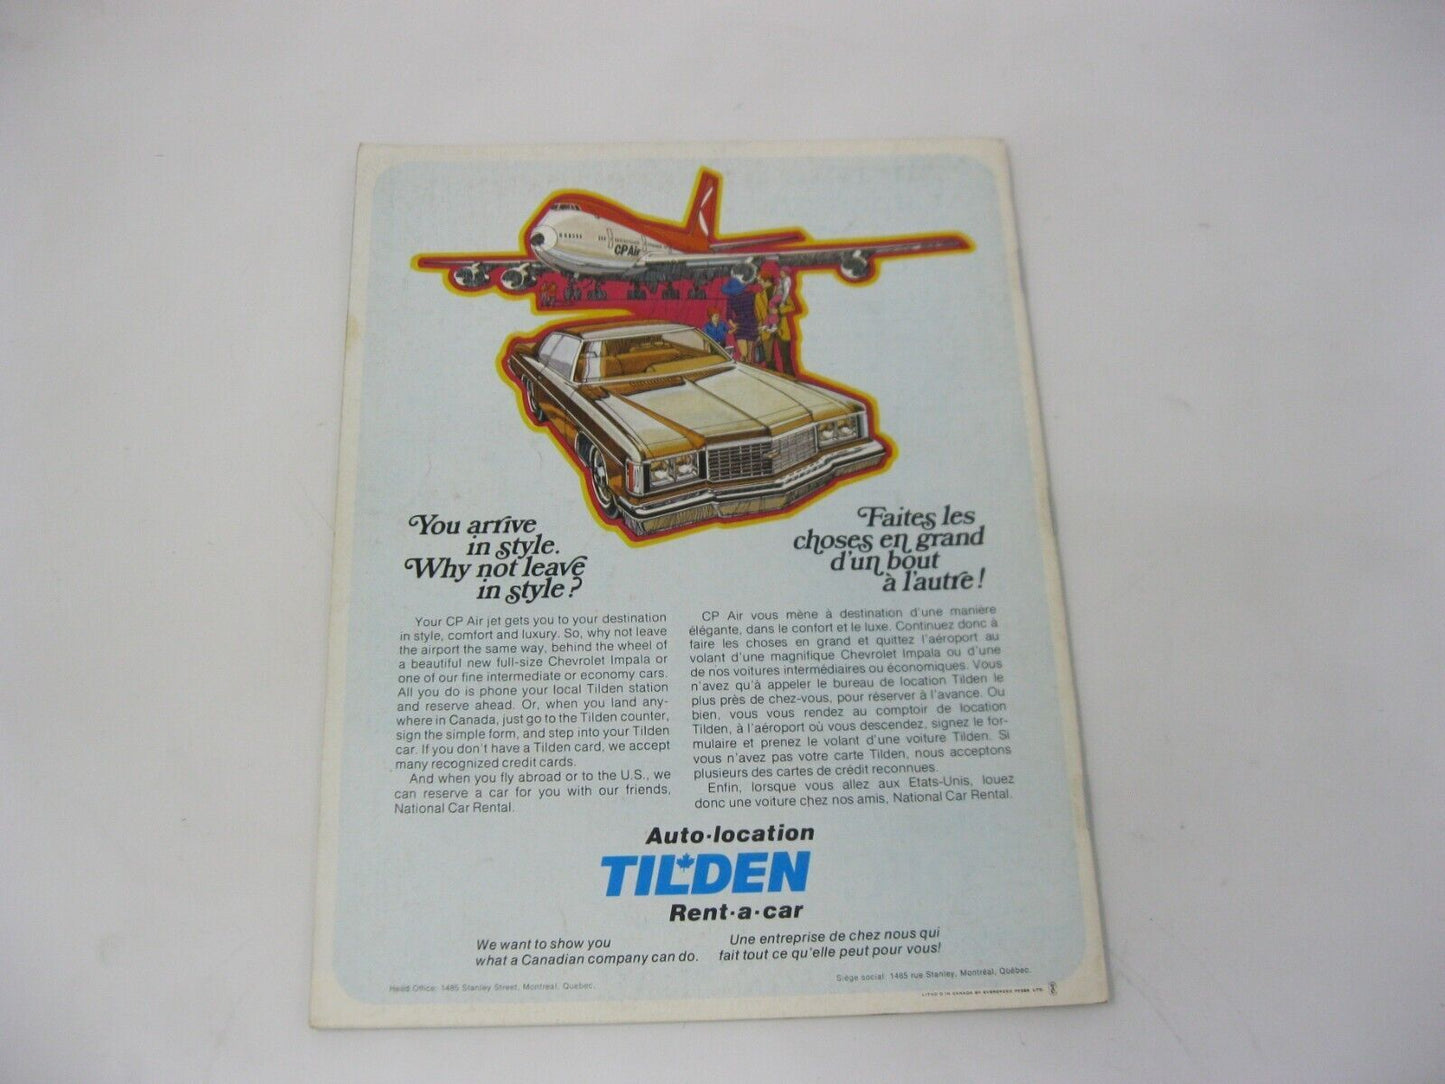 CP Air
You arrive
in style.
Why not leave
in style?
Faites les
choses en grand
d'un bout
à l'autre!
Your CP Air jet gets you to your destination
in style, comfort and luxury. So, why not leave
the airport the same way, behind the wheel of
a beautiful new full-size Chevrolet Impala or
one of our fine intermediate or economy cars.
All you do is phone your local Tilden station
and reserve ahead. Or, when you land any-
where in Canada, just go to the Tilden counter,
sign the simple form, and step into your Tilden
car. If you don't have a Tilden card, we accept
many recognized credit cards.
And when you fly abroad or to the U.S., we
can reserve a car for you with our friends,
National Car Rental.
CP Air vous mène à destination d'une manière
élégante, dans le confort et le luxe. Continuez donc à
faire les choses en grand et quittez l'aéroport au
volant d'une magnifique Chevrolet Impala ou d'une
de nos voitures intermédiaires ou économiques. Vous
n'avez qu'à appeler le bureau de location Tilden le
plus près de chez-vous, pour réserver à l'avance. Ou
bien, vous vous rendez au comptoir de location
Tilden, à l'aéroport où vous descendez, signez le for-
mulaire et prenez le volant d'une voiture Tilden. Si
vous n'avez pas votre carte Tilden, nous acceptons
plusieurs des cartes de crédit reconnues.
Enfin, lorsque vous allez aux Etats-Unis, louez
donc une voiture chez nos amis, National Car Rental.
Auto·location
TILDEN
Rent·a·car
We want to show you
what a Canadian company can do.
Une entreprise de chez nous qui
fait tout ce qu'elle peut pour vous!
Head Office: 1485 Stanley Street, Montreal, Quebec.
Siège social: 1485 rue Stanley, Montréal, Québec.
LITHO'D IN CANADA BY EVERGREEN PRESS LTD.